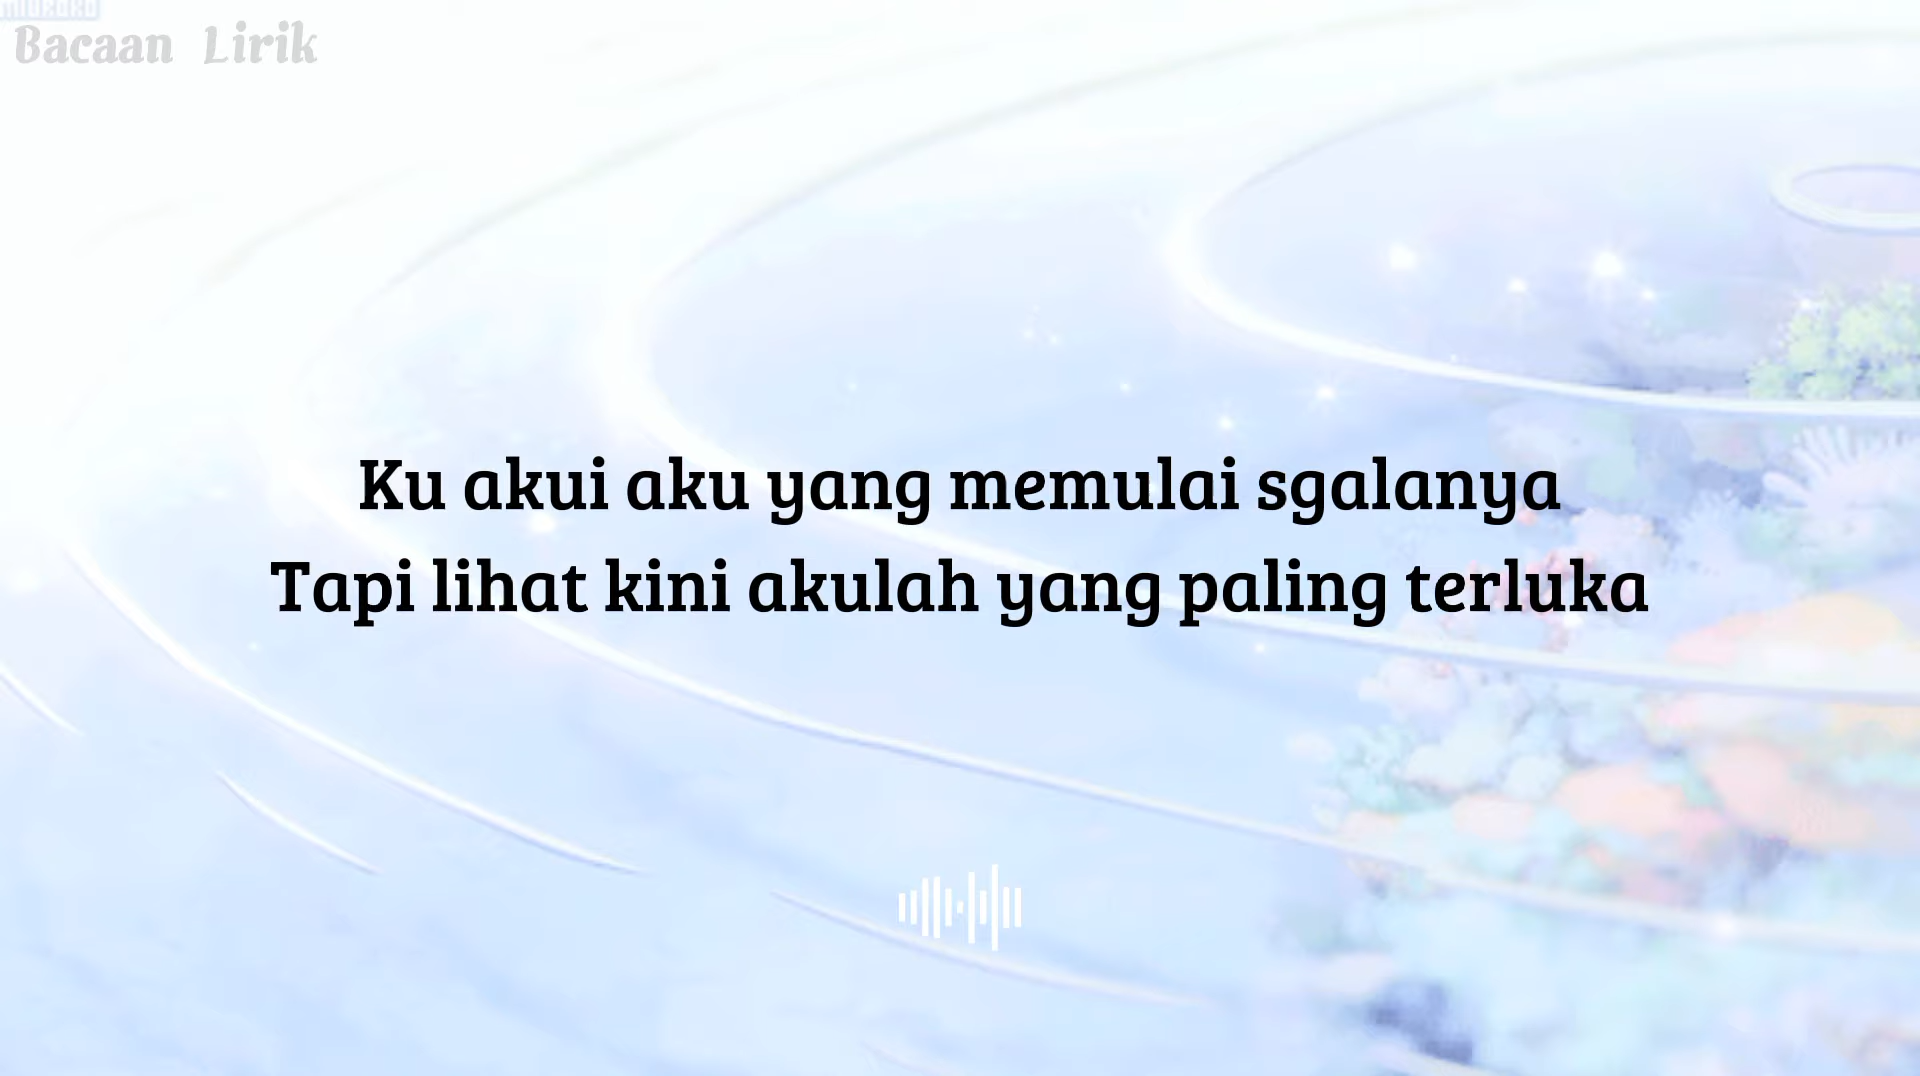 Bacaan Lirik
Ku akui aku yang memulai sgalanya
Tapi lihat kini akulah yang paling terluka